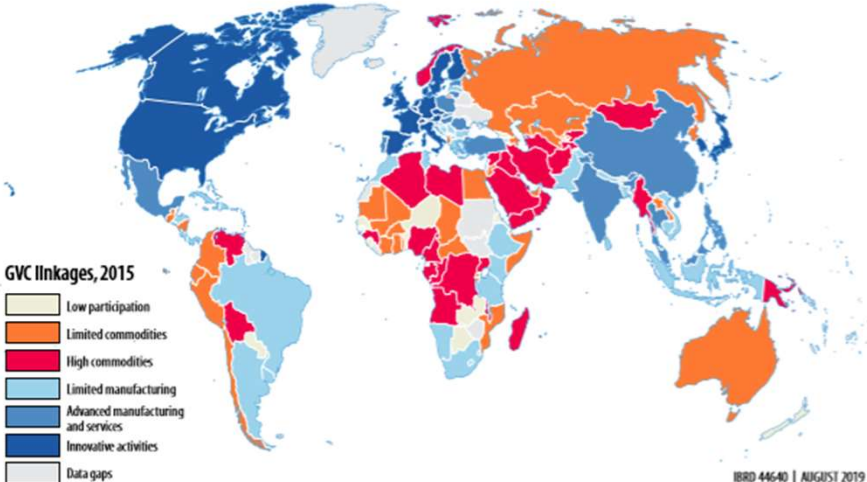 GVC linkages, 2015
Low participation
Limited commodities
High commodities
Limited manufacturing
Advanced manufacturing
and services
Innovative activities
Data gaps
IBRD 44640 | AUGUST 2019